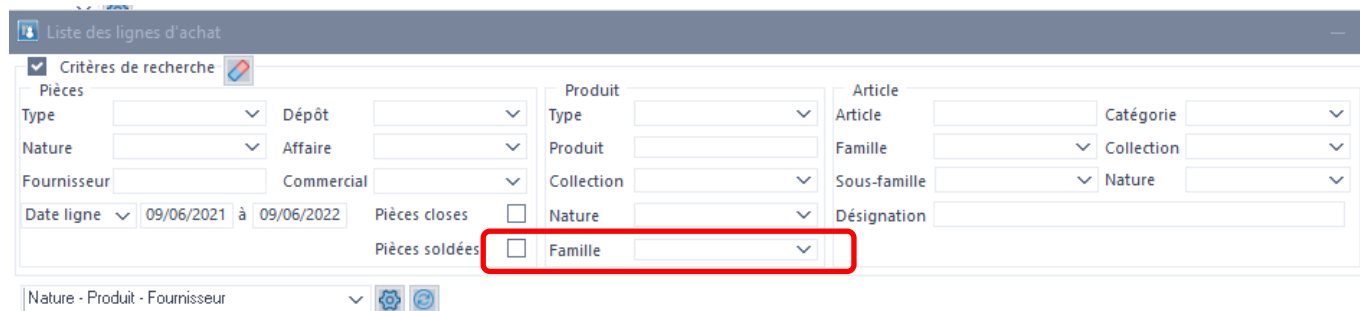 Liste des lignes d'achat
Critères de recherche
Pièces Produit Article
Type Dépôt Type Article Catégorie
Nature Affaire Produit Famille Collection
Fournisseur Commercial Collection Sous-famille Nature
Date ligne 09/06/2021 à 09/06/2022 Pièces closes Nature Désignation
Pièces soldées Famille
Nature - Produit - Fournisseur